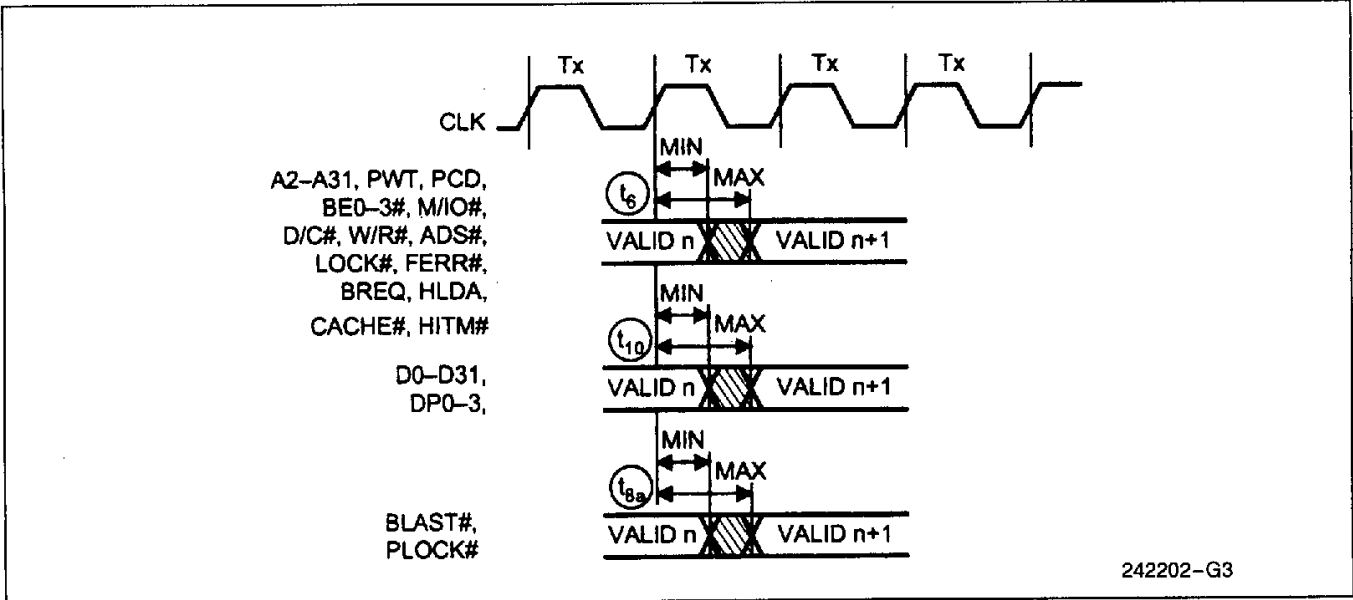 Tx Tx Tx Tx
CLK
MIN
A2–A31, PWT, PCD,
MAX
t6
BE0–3#, M/IO#,
D/C#, W/R#, ADS#,
VALID n VALID n+1
LOCK#, FERR#,
BREQ, HLDA,
MIN
CACHE#, HITM#
MAX
t10
D0–D31,
VALID n VALID n+1
DP0–3,
MIN
MAX
t8a
BLAST#,
VALID n VALID n+1
PLOCK#
242202–G3